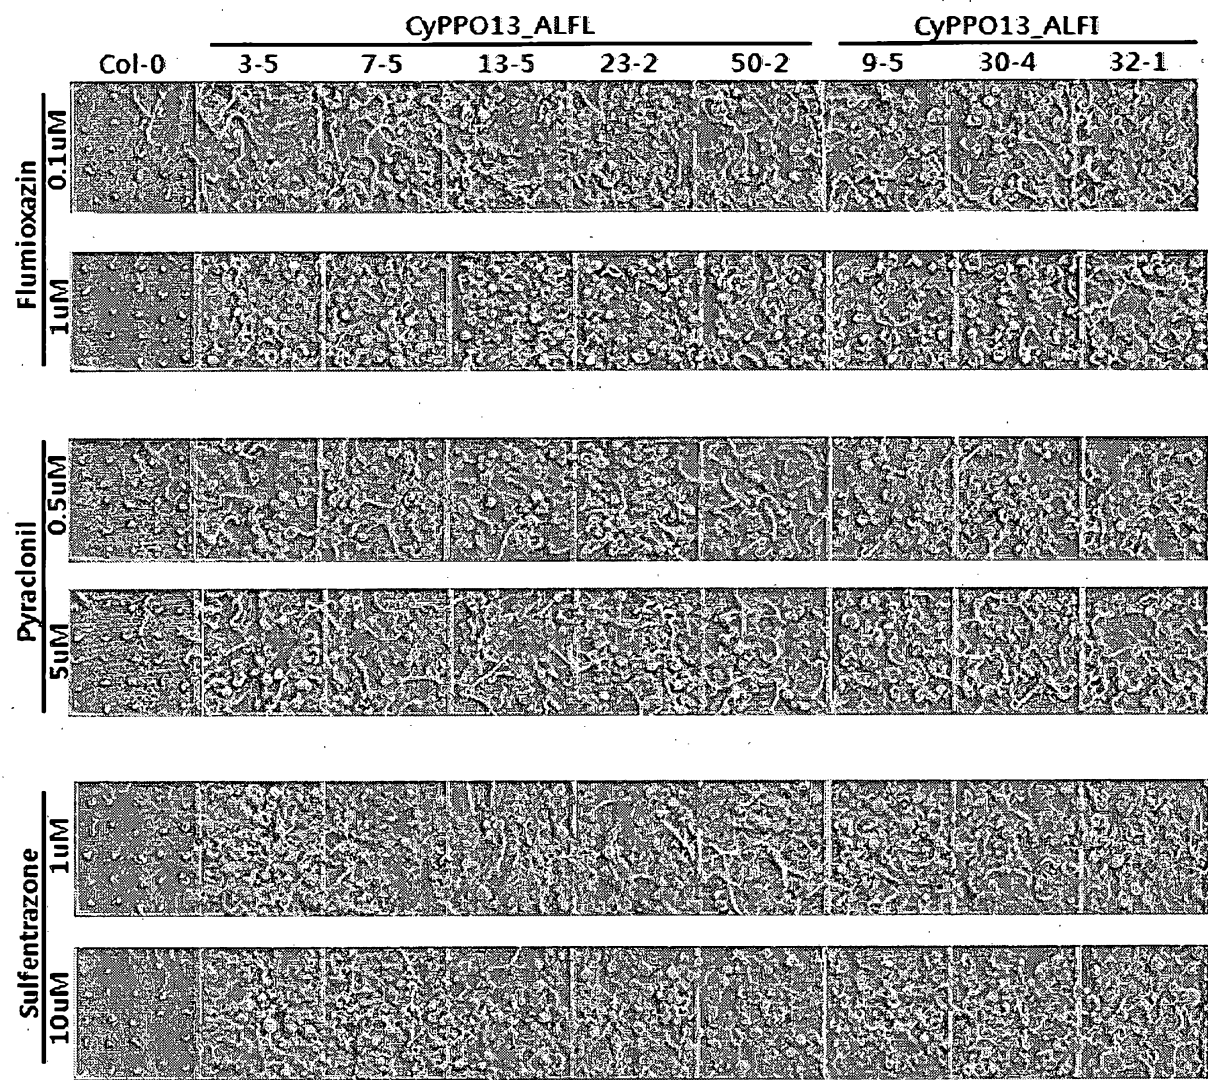 CyPPO13_ALFL CyPPO13_ALFI
Col-0 3-5 7-5 13-5 23-2 50-2 9-5 30-4 32-1
Flumioxazin
0.1uM
1uM
Pyraclonil
0.5uM
5uM
Sulfentrazone
1uM
10uM